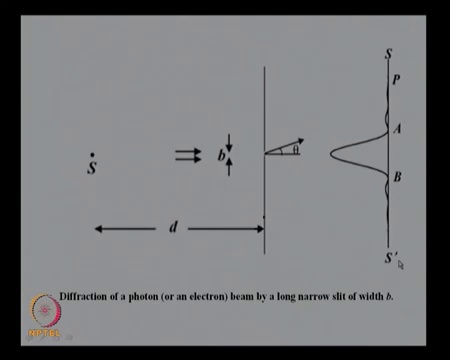 S
P
A
S
b
θ
B
d
S'
Diffraction of a photon (or an electron) beam by a long narrow slit of width b.
NPTEL